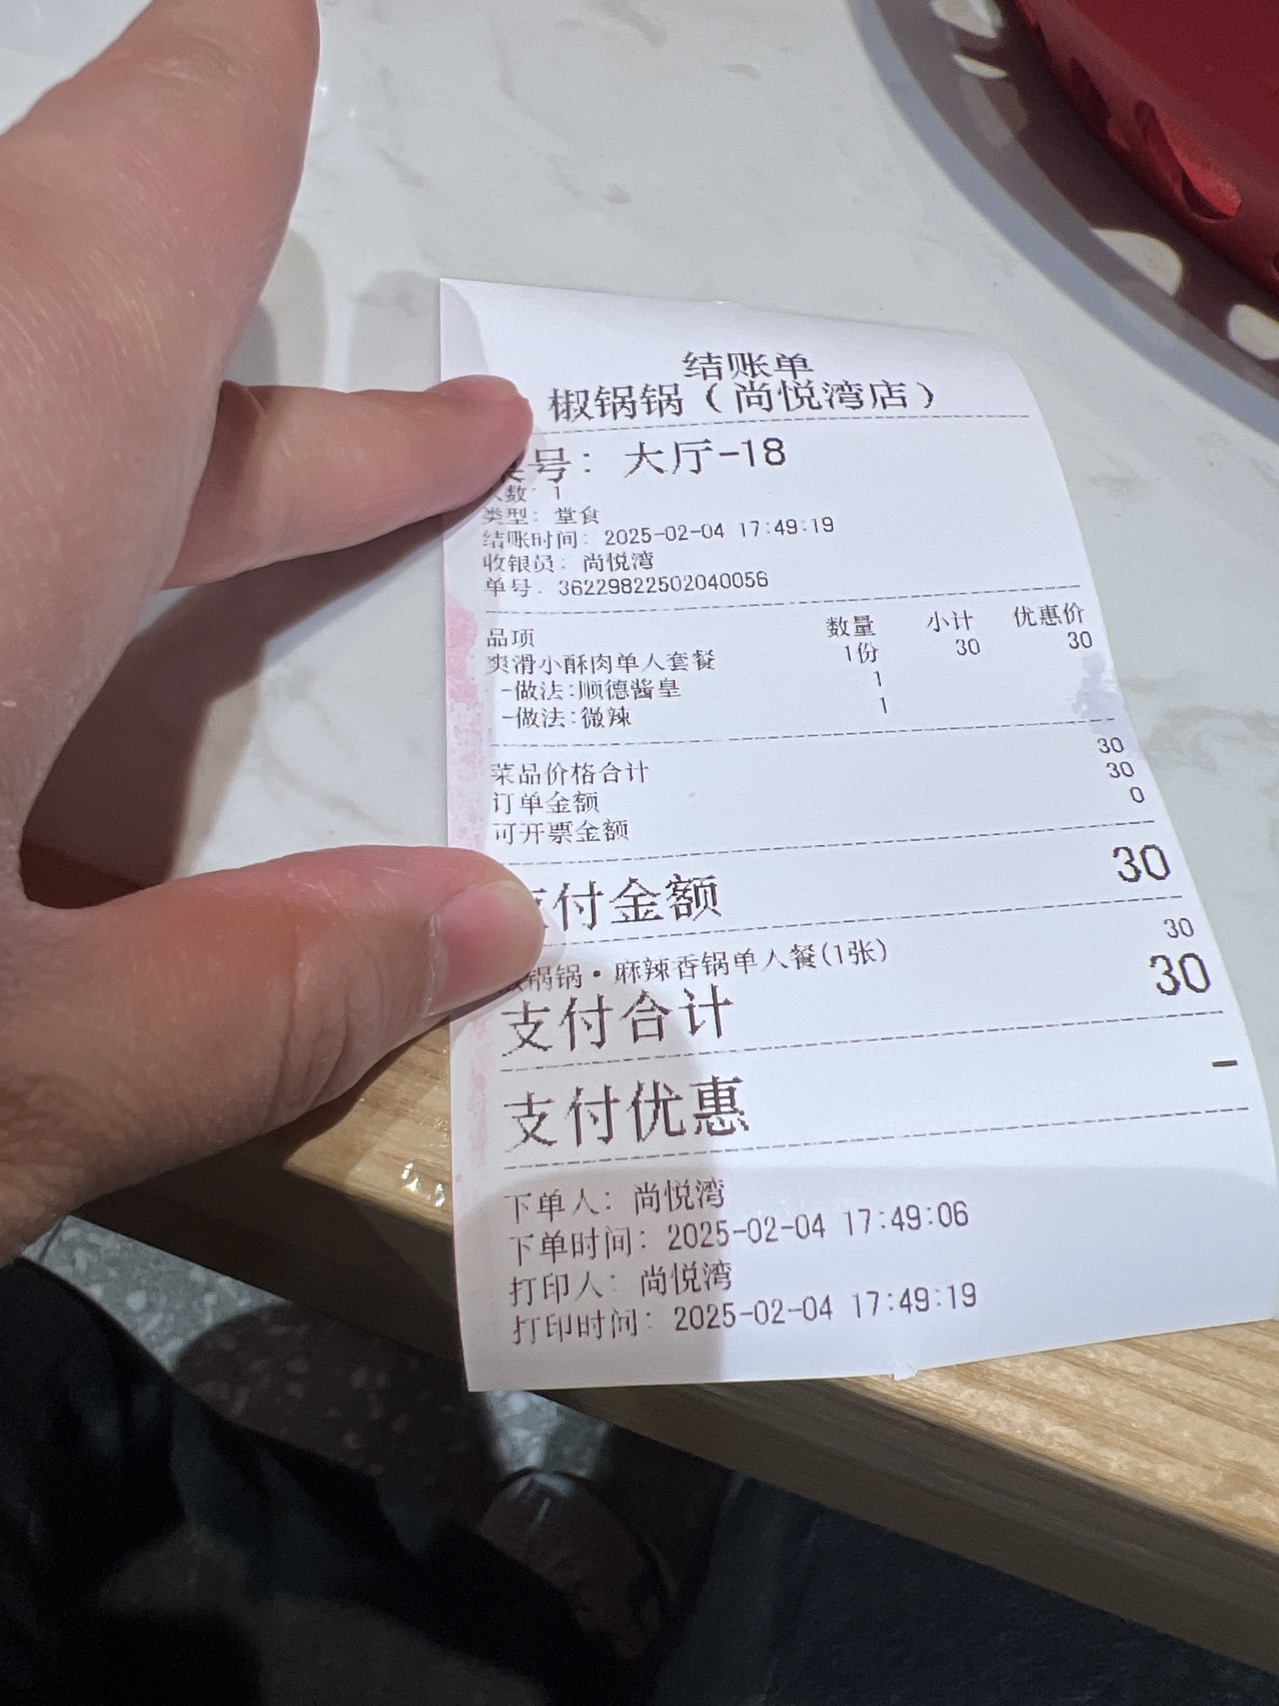 结账单
椒锅锅（尚悦湾店）
号: 大厅-18
数: 1
类型: 堂食
结账时间: 2025-02-04 17:49:19
收银员: 尚悦湾
单号: 36229822502040056
品项 数量 小计 优惠价
爽滑小酥肉单人套餐 1份 30 30
-做法:顺德酱皇 1
-做法:微辣 1
菜品价格合计 30
订单金额 30
可开票金额 0
付金额 30
锅锅•麻辣香锅单人餐(1张) 30
支付合计 30
支付优惠 -
下单人: 尚悦湾
下单时间: 2025-02-04 17:49:06
打印人: 尚悦湾
打印时间: 2025-02-04 17:49:19